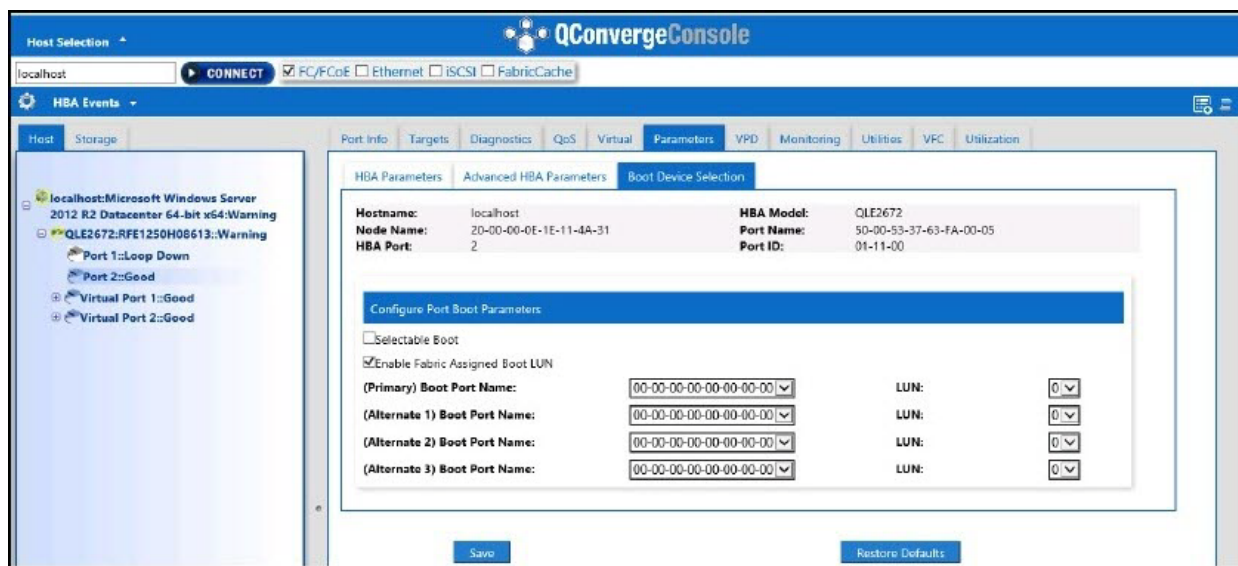 QConvergeConsole
Host Selection
localhost CONNECT FC/FCoE Ethernet iSCSI FabricCache
HBA Events
Host Storage
localhost:Microsoft Windows Server
2012 R2 Datacenter 64-bit x64:Warning
QLE2672:RFE1250H08613::Warning
Port 1::Loop Down
Port 2::Good
Virtual Port 1::Good
Virtual Port 2::Good
Port Info Targets Diagnostics QoS Virtual Parameters VPD Monitoring Utilities VFC Utilization
HBA Parameters Advanced HBA Parameters Boot Device Selection
Hostname: localhost HBA Model: QLE2672
Node Name: 20-00-00-0E-1E-11-4A-31 Port Name: 50-00-53-37-63-FA-00-05
HBA Port: 2 Port ID: 01-11-00
Configure Port Boot Parameters
Selectable Boot
Enable Fabric Assigned Boot LUN
(Primary) Boot Port Name: 00-00-00-00-00-00-00-00 LUN: 0
(Alternate 1) Boot Port Name: 00-00-00-00-00-00-00-00 LUN: 0
(Alternate 2) Boot Port Name: 00-00-00-00-00-00-00-00 LUN: 0
(Alternate 3) Boot Port Name: 00-00-00-00-00-00-00-00 LUN: 0
Save Restore Defaults